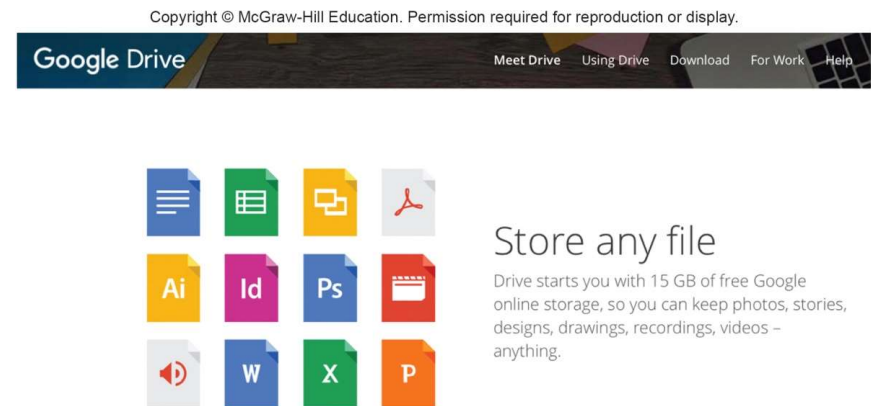 Copyright © McGraw-Hill Education. Permission required for reproduction or display.
Google Drive
Meet Drive Using Drive Download For Work Help
Ai Id Ps
W X P
Store any file
Drive starts you with 15 GB of free Google
online storage, so you can keep photos, stories,
designs, drawings, recordings, videos –
anything.